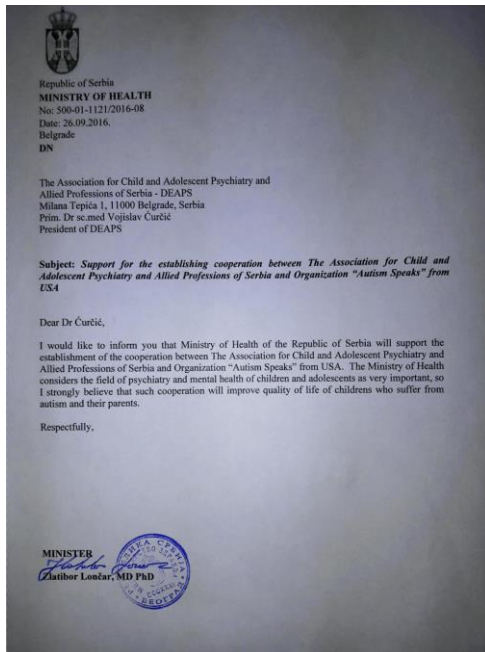 Republic of Serbia
MINISTRY OF HEALTH
No: 500-01-1121/2016-08
Date: 26.09.2016.
Belgrade
DN
The Association for Child and Adolescent Psychiatry and
Allied Professions of Serbia - DEAPS
Milana Tepića 1, 11000 Belgrade, Serbia
Prim. Dr sc.med Vojislav Ćurčić
President of DEAPS
Subject: Support for the establishing cooperation between The Association for Child and
Adolescent Psychiatry and Allied Professions of Serbia and Organization “Autism Speaks” from
USA
Dear Dr Ćurčić,
I would like to inform you that Ministry of Health of the Republic of Serbia will support the
establishment of the cooperation between The Association for Child and Adolescent Psychiatry and
Allied Professions of Serbia and Organization “Autism Speaks” from USA. The Ministry of Health
considers the field of psychiatry and mental health of children and adolescents as very important, so
I strongly believe that such cooperation will improve quality of life of childrens who suffer from
autism and their parents.
Respectfully,
MINISTER
Zlatibor Lončar, MD PhD
СРБИЈА
БЕОГРАД